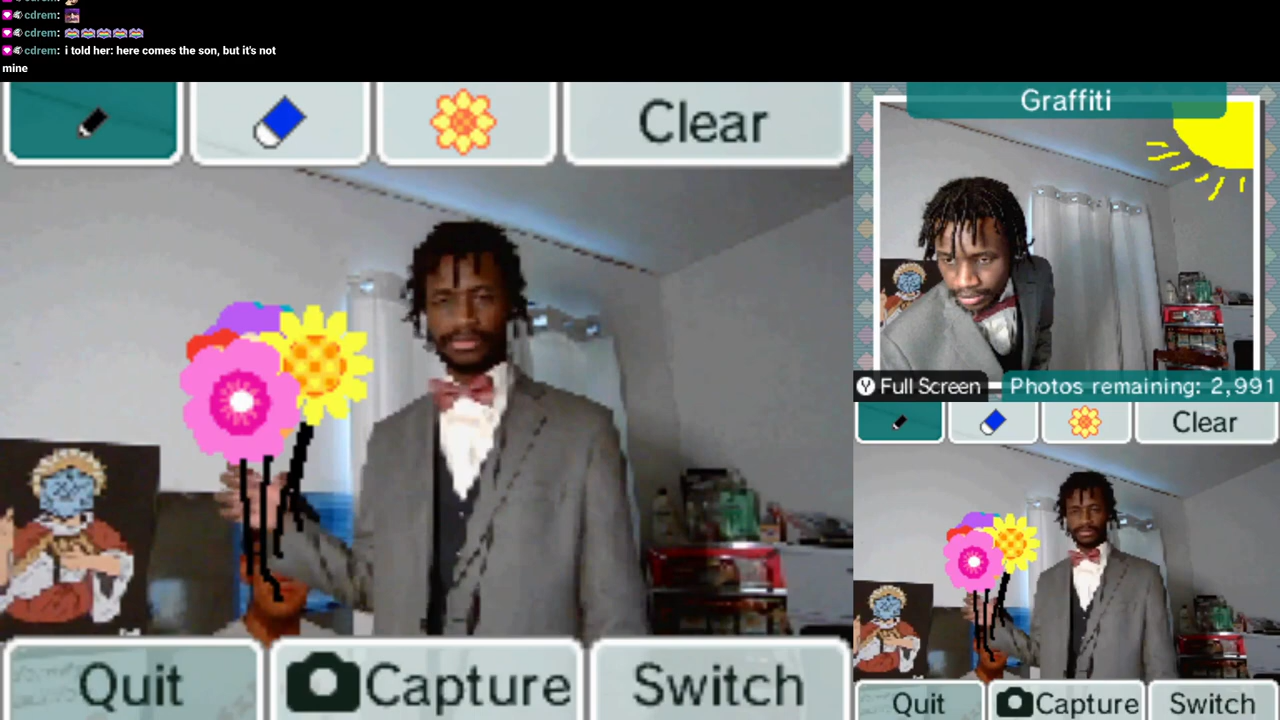 cdrem:
cdrem:
cdrem: i told her: here comes the son, but it's not
mine
Clear
Graffiti
Y Full Screen
Photos remaining: 2,991
Clear
Quit
Capture
Switch
Quit
Capture
Switch